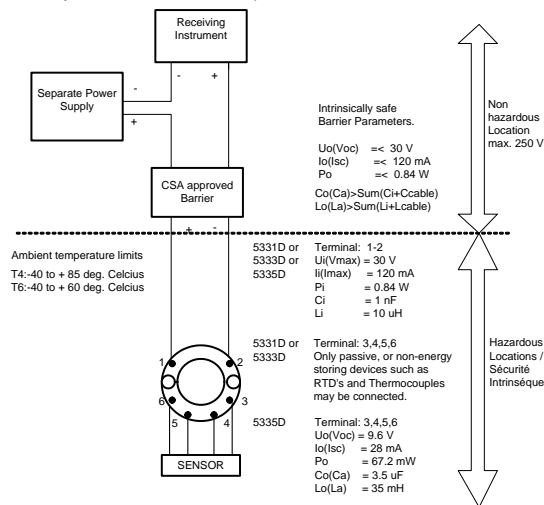 Receiving
Instrument
-
+
Separate Power
Supply
-
+
Intrinsically safe
Barrier Parameters.
Uo(Voc) =< 30 V
Io(Isc) =< 120 mA
Po =< 0.84 W
Co(Ca)>Sum(Ci+Ccable)
Lo(La)>Sum(Li+Lcable)
Non
hazardous
Location
max. 250 V
CSA approved
Barrier
+
-
Ambient temperature limits
T4:-40 to + 85 deg. Celcius
T6:-40 to + 60 deg. Celcius
5331D or
5333D or
5335D
Terminal: 1-2
Ui(Vmax) = 30 V
Ii(Imax) = 120 mA
Pi = 0.84 W
Ci = 1 nF
Li = 10 uH
1
2
6
3
5
4
SENSOR
5331D or
5333D
Terminal: 3,4,5,6
Only passive, or non-energy
storing devices such as
RTD's and Thermocouples
may be connected.
5335D
Terminal: 3,4,5,6
Uo(Voc) = 9.6 V
Io(Isc) = 28 mA
Po = 67.2 mW
Co(Ca) = 3.5 uF
Lo(La) = 35 mH
Hazardous
Locations /
Sécurité
Intrinséque